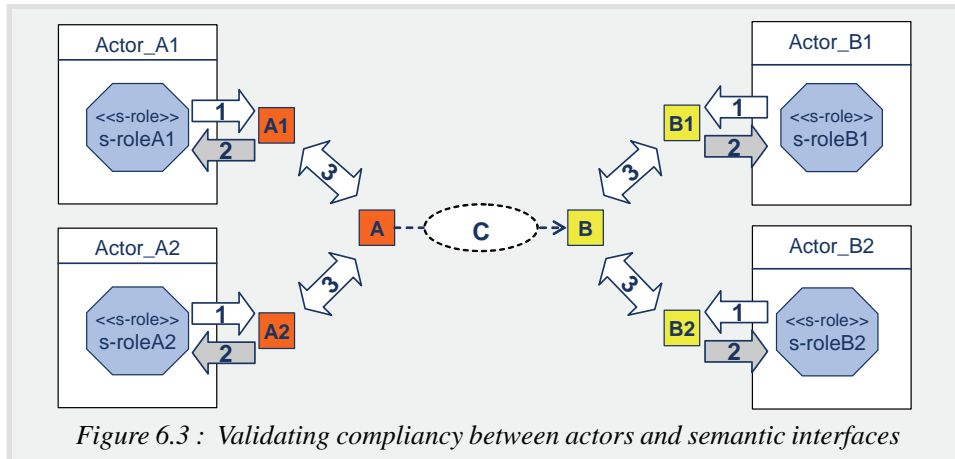 Actor_A1
<<s-role>>
s-roleA1
1
2
A1
3
Actor_B1
<<s-role>>
s-roleB1
1
2
B1
3
A
C
B
Actor_A2
<<s-role>>
s-roleA2
1
2
A2
3
Actor_B2
<<s-role>>
s-roleB2
1
2
B2
3
Figure 6.3 : Validating compliancy between actors and semantic interfaces